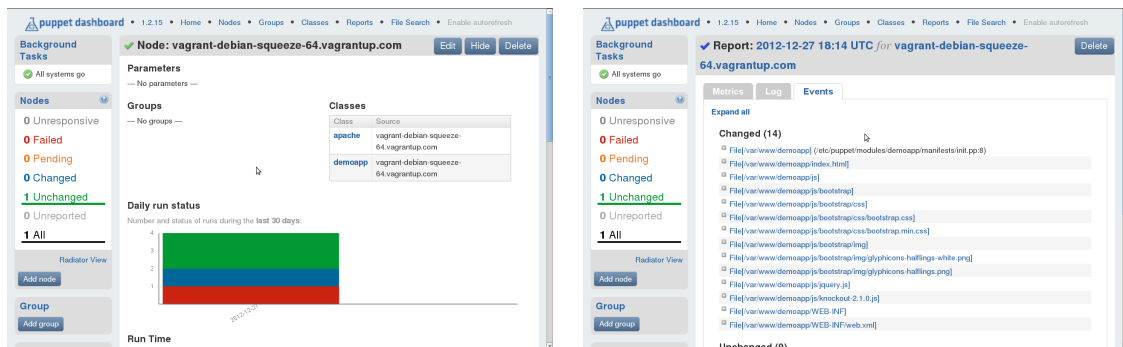 puppet dashboard • 1.2.15 • Home • Nodes • Groups • Classes • Reports • File Search • Enable autorefresh
Background
Tasks
All systems go
Nodes
0 Unresponsive
0 Failed
0 Pending
0 Changed
1 Unchanged
0 Unreported
1 All
Radiator View
Add node
Group
Add group
Node: vagrant-debian-squeeze-64.vagrantup.com
Edit Hide Delete
Parameters
— No parameters —
Groups
— No groups —
Classes
Class Source
apache vagrant-debian-squeeze-
64.vagrantup.com
demoapp vagrant-debian-squeeze-
64.vagrantup.com
Daily run status
Number and status of runs during the last 30 days:
4
3
2
1
2012-12-27
Run Time
puppet dashboard • 1.2.15 • Home • Nodes • Groups • Classes • Reports • File Search • Enable autorefresh
Background
Tasks
All systems go
Nodes
0 Unresponsive
0 Failed
0 Pending
0 Changed
1 Unchanged
0 Unreported
1 All
Radiator View
Add node
Group
Add group
Report: 2012-12-27 18:14 UTC for vagrant-debian-squeeze-
64.vagrantup.com
Delete
Metrics Log Events
Expand all
Changed (14)
File[/var/www/demoapp] (/etc/puppet/modules/demoapp/manifests/init.pp:8)
File[/var/www/demoapp/index.html]
File[/var/www/demoapp/js]
File[/var/www/demoapp/js/bootstrap]
File[/var/www/demoapp/js/bootstrap/css]
File[/var/www/demoapp/js/bootstrap/css/bootstrap.css]
File[/var/www/demoapp/js/bootstrap/css/bootstrap.min.css]
File[/var/www/demoapp/js/bootstrap/img]
File[/var/www/demoapp/js/bootstrap/img/glyphicons-halflings-white.png]
File[/var/www/demoapp/js/bootstrap/img/glyphicons-halflings.png]
File[/var/www/demoapp/js/jquery.js]
File[/var/www/demoapp/js/knockout-2.1.0.js]
File[/var/www/demoapp/WEB-INF]
File[/var/www/demoapp/WEB-INF/web.xml]
Unchanged (9)